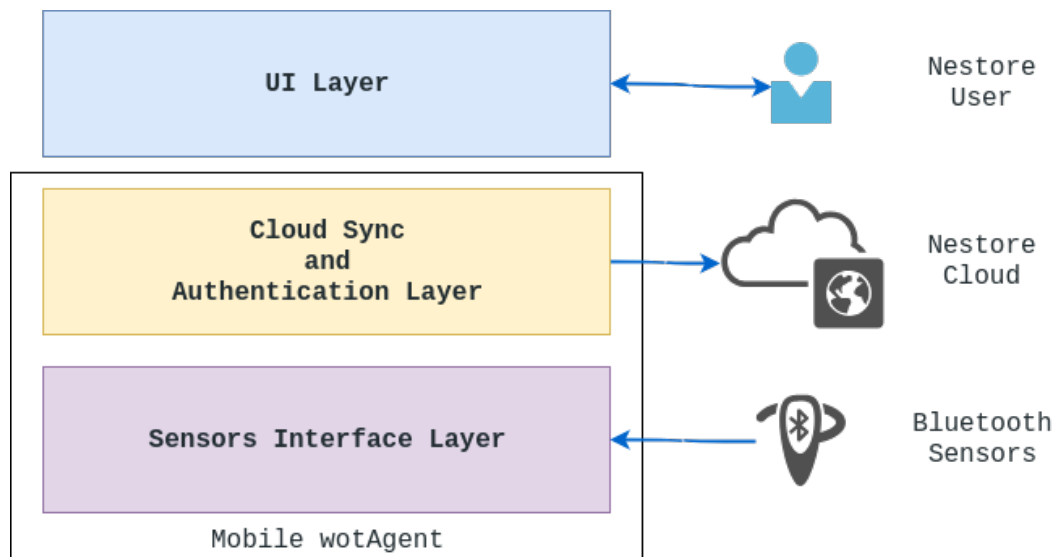 UI Layer
Nestore
User
Cloud Sync
and
Authentication Layer
Nestore
Cloud
Sensors Interface Layer
Bluetooth
Sensors
Mobile wotAgent